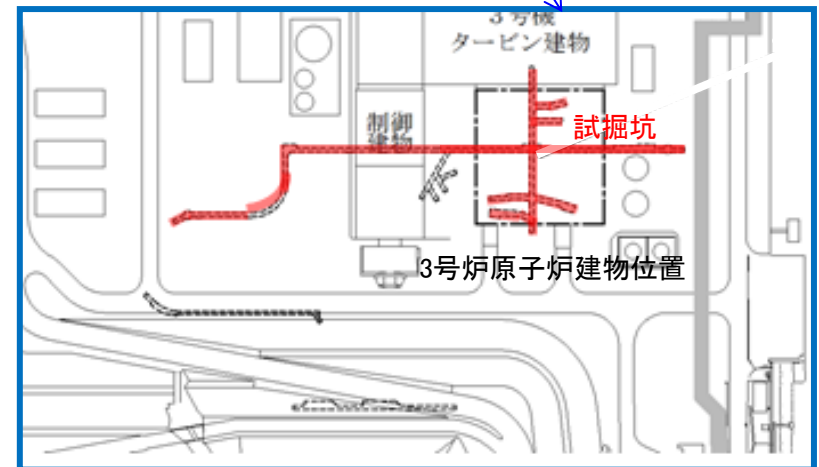 3号機
タービン建物
試掘坑
制御
建物
3号炉原子炉建物位置